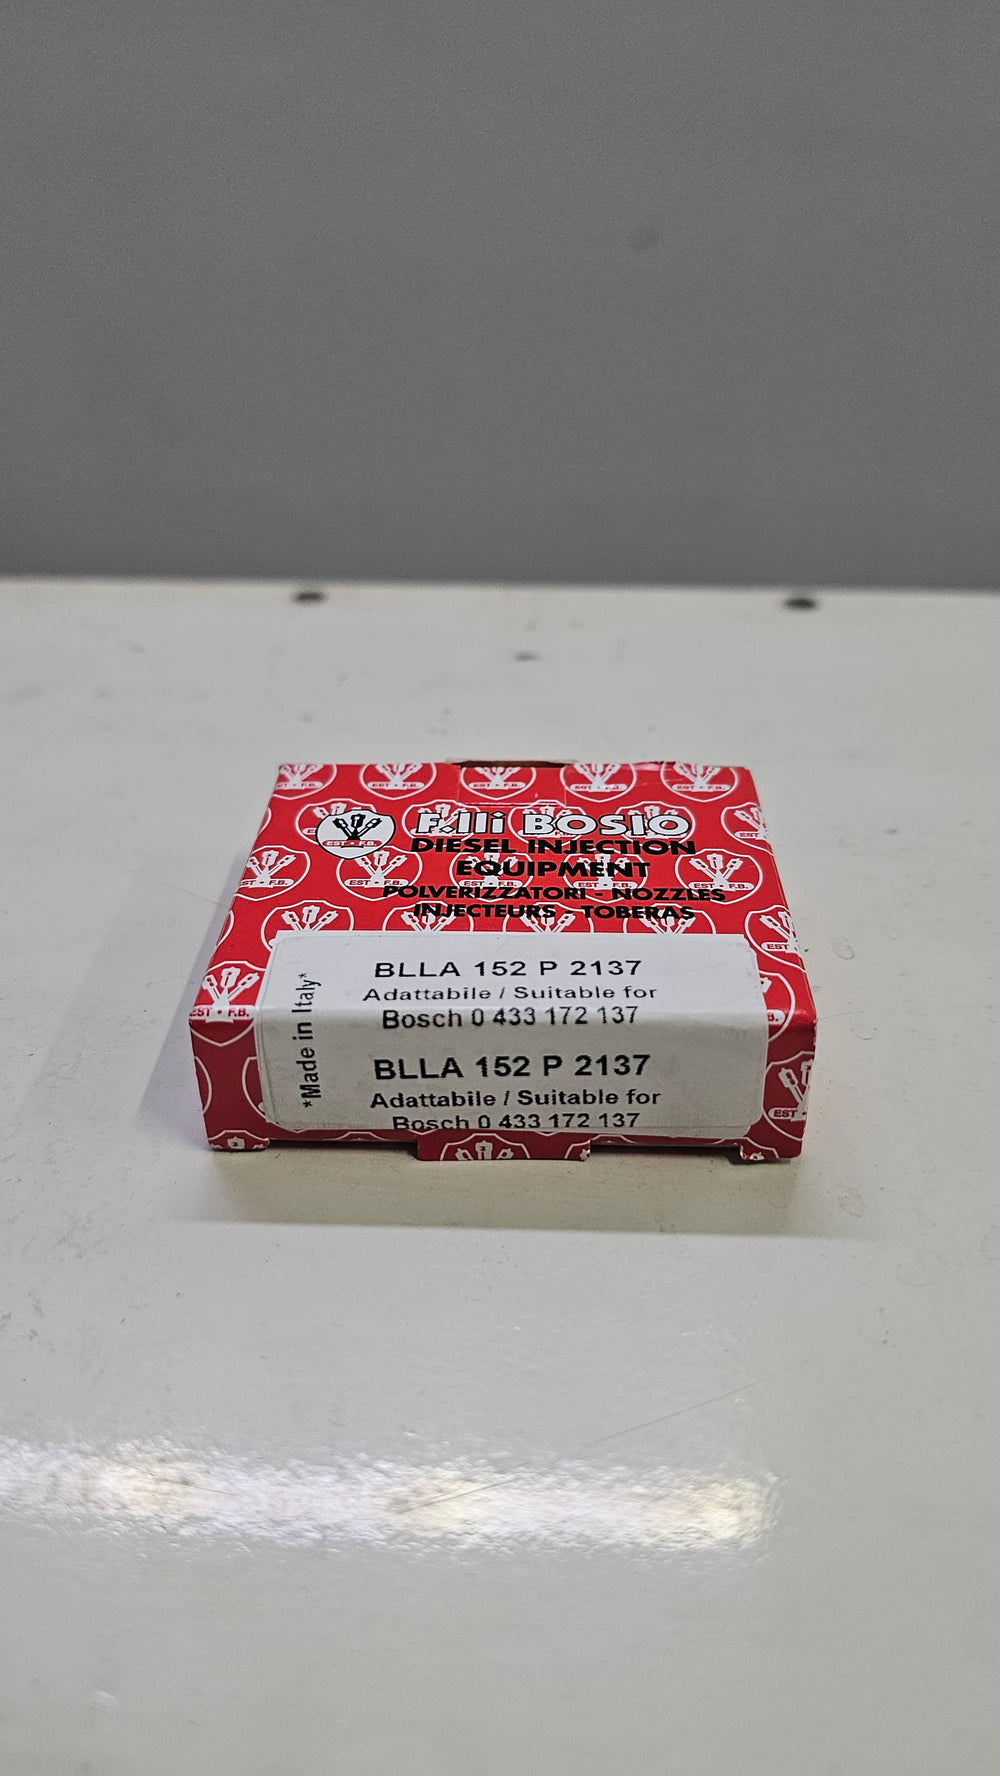 F.lli BOSIO
DIESEL INJECTION
EQUIPMENT
POLVERIZZATORI - NOZZLES
INJECTEURS - TOBERAS
EST • F.B.
*Made in Italy*
BLLA 152 P 2137
Adattabile / Suitable for
Bosch 0 433 172 137
BLLA 152 P 2137
Adattabile / Suitable for
Bosch 0 433 172 137